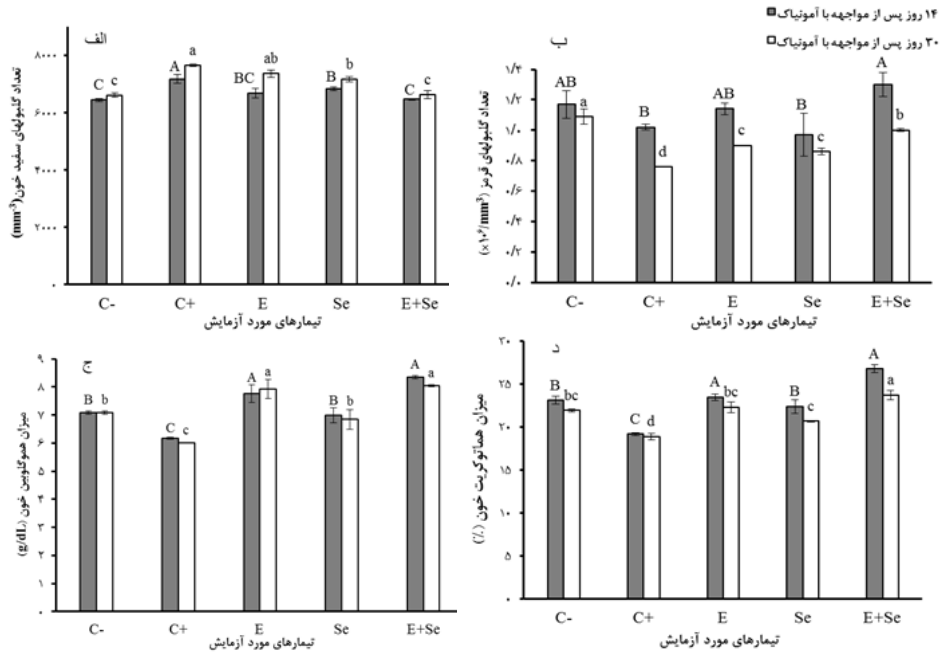 ۱۴ روز پس از مواجهه با آمونیاک
۳۰ روز پس از مواجهه با آمونیاک
الف
تعداد گلبولهای سفید خون (mm⁻³)
۸۰۰۰
۶۰۰۰
۴۰۰۰
۲۰۰۰
۰
C c
A a
BC ab
B b
C c
C- C+ E Se E+Se
تیمارهای مورد آزمایش
ب
تعداد گلبولهای قرمز (×۱۰⁶/mm³)
۱/۴
۱/۲
۱/۰
۰/۸
۰/۶
۰/۴
۰/۲
۰/۰
AB a
B d
AB c
B c
A b
C- C+ E Se E+Se
تیمارهای مورد آزمایش
ج
میزان هموگلوبین خون (g/dL)
۹
۸
۷
۶
۵
۴
۳
۲
۱
۰
B b
C c
A a
B b
A a
C- C+ E Se E+Se
تیمارهای مورد آزمایش
د
میزان هماتوکریت خون (٪)
۳۰
۲۵
۲۰
۱۵
۱۰
۵
۰
B bc
C d
A bc
B c
A a
C- C+ E Se E+Se
تیمارهای مورد آزمایش